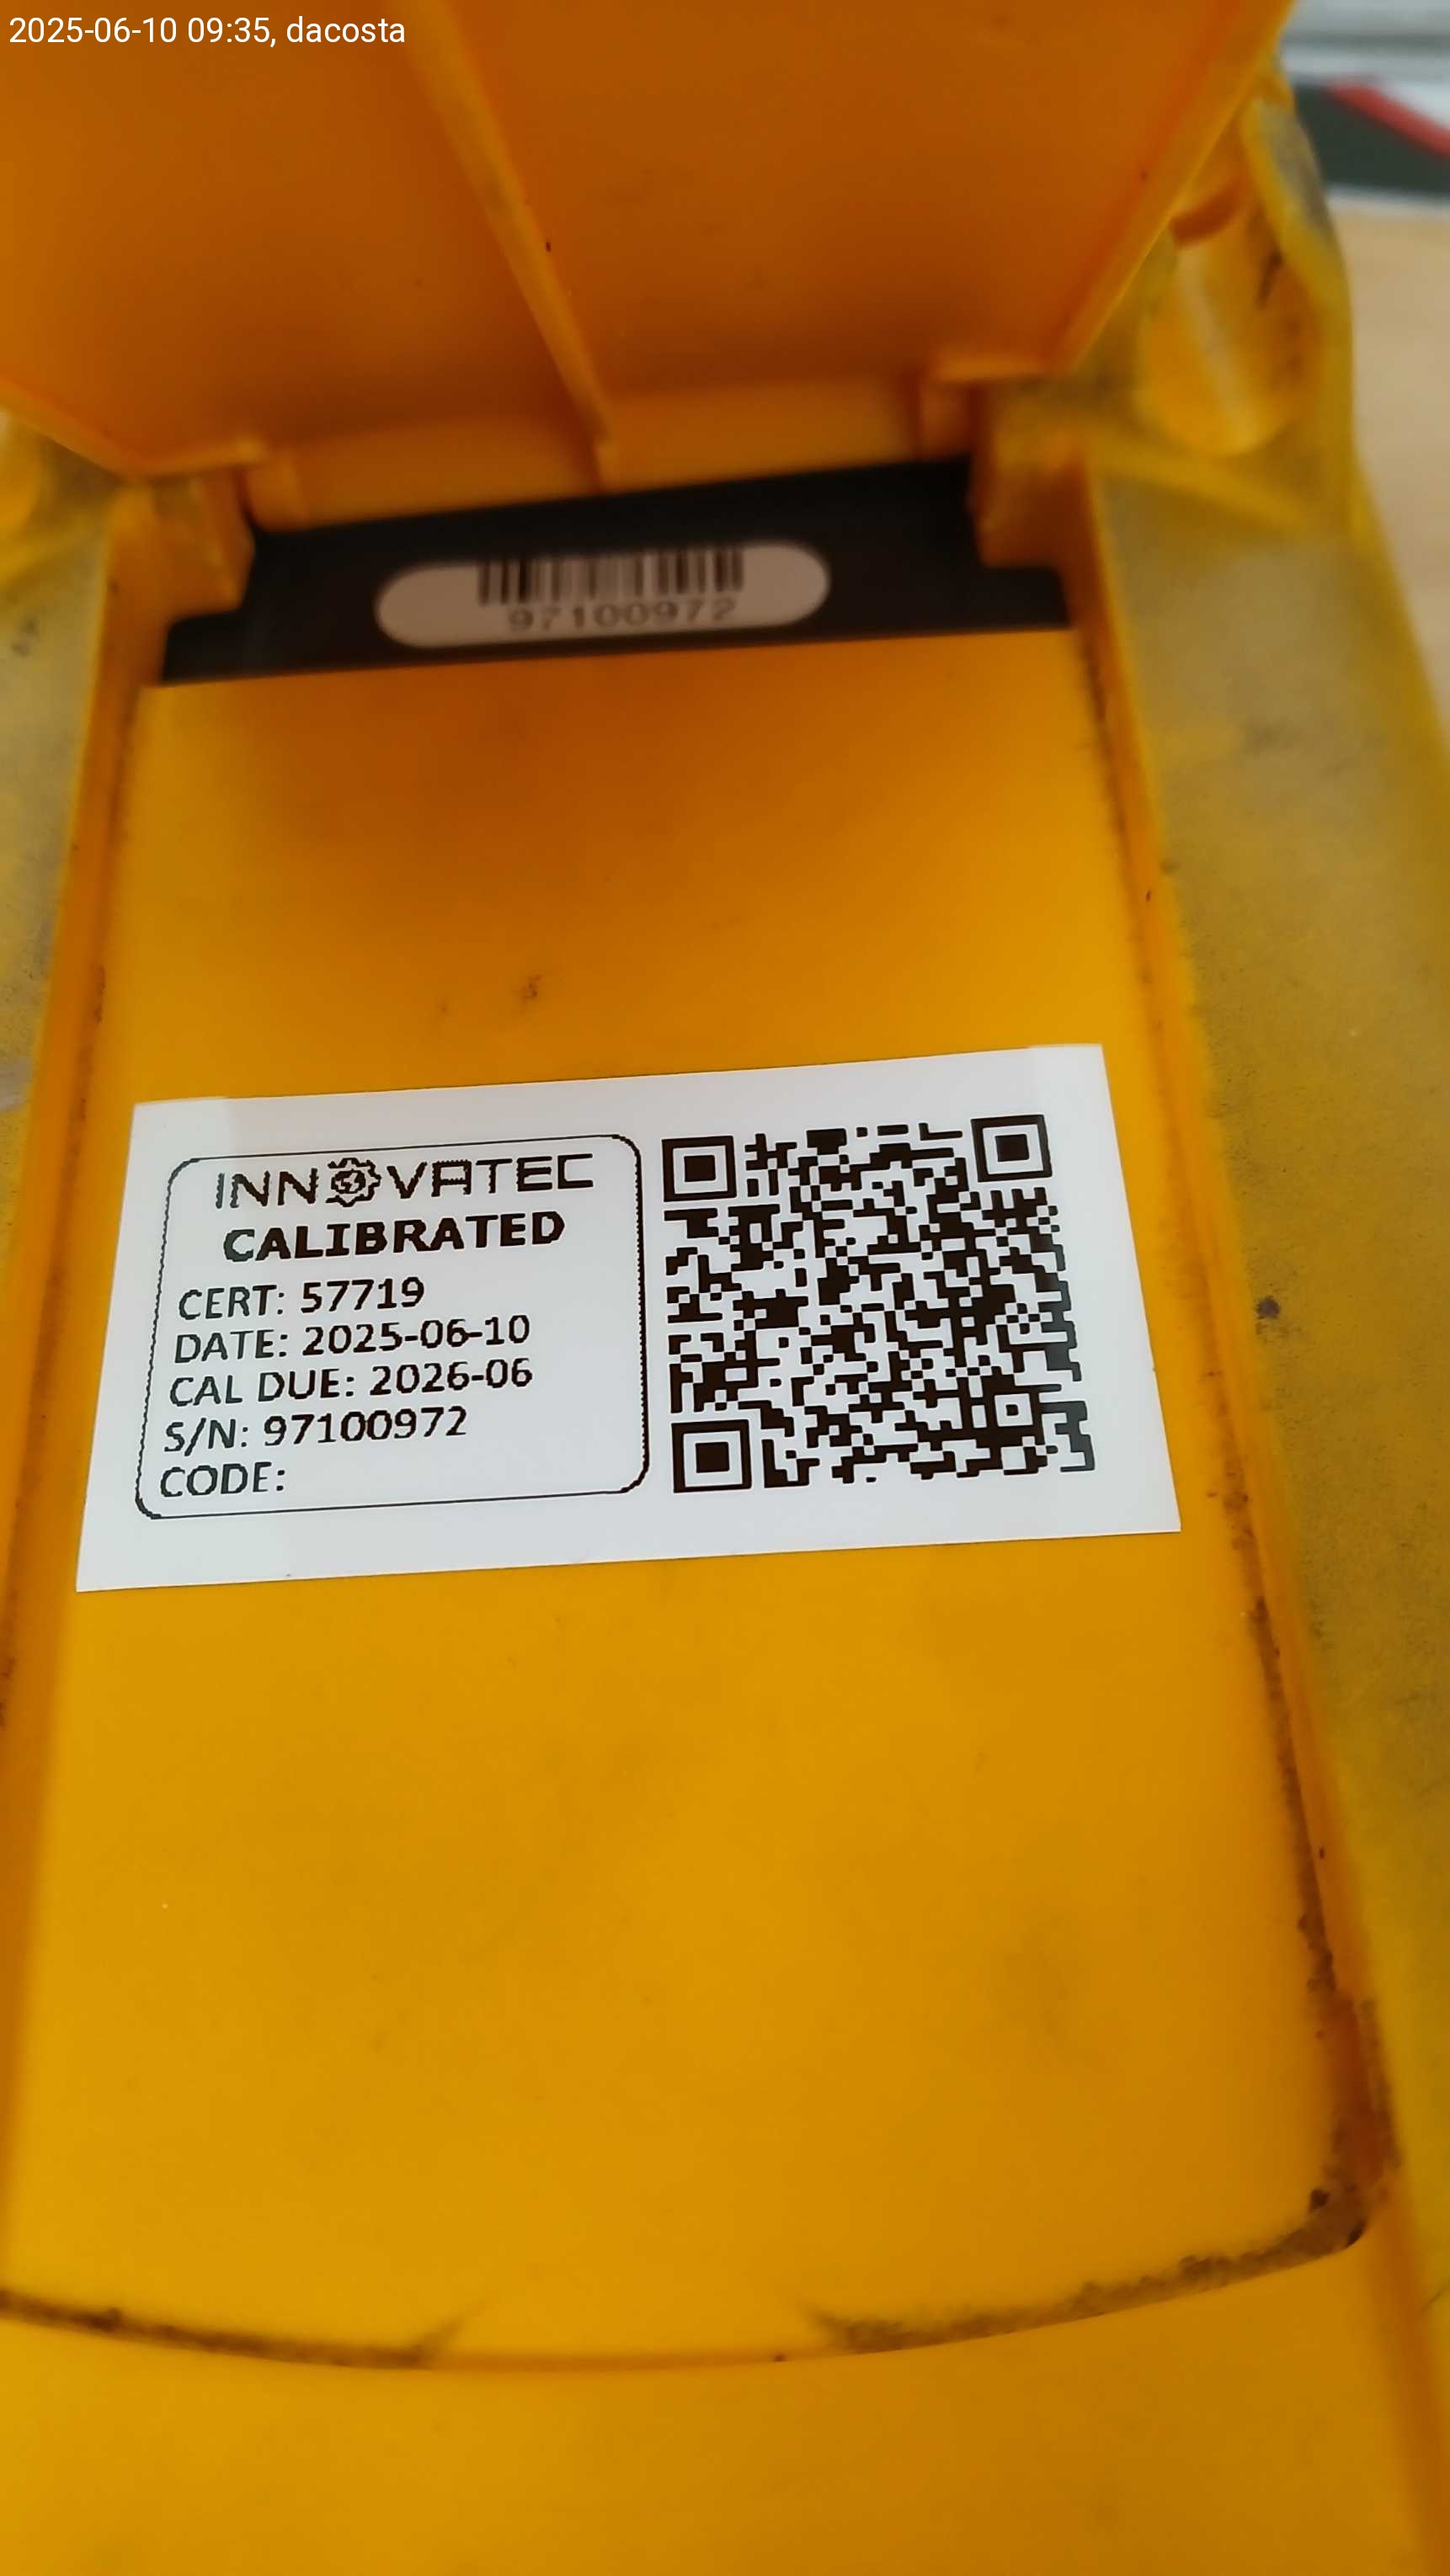 2025-06-10 09:35, dacosta
97100972
INNOVATEC
CALIBRATED
CERT: 57719
DATE: 2025-06-10
CAL DUE: 2026-06
S/N: 97100972
CODE: